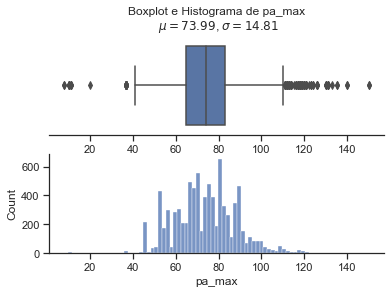 Boxplot e Histograma de pa_max
μ = 73.99, σ = 14.81
20 40 60 80 100 120 140
600
400
200
0
Count
20 40 60 80 100 120 140
pa_max